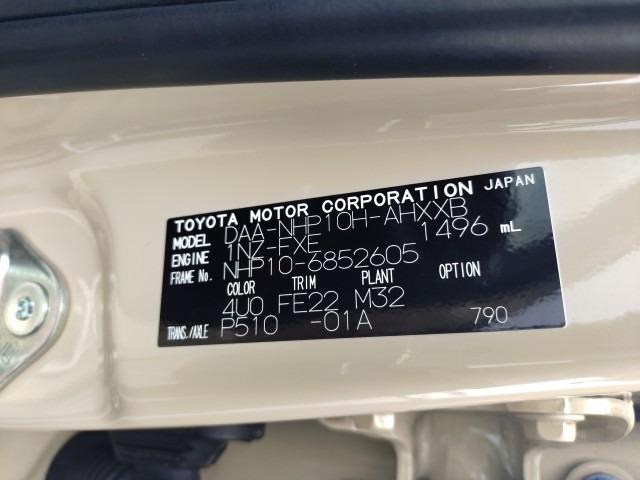 TOYOTA MOTOR CORPORATION JAPAN
MODEL DAA-NHP10H-AHXXB
ENGINE 1NZ-FXE 1496 mL
FRAME No. NHP10-6852605
COLOR TRIM PLANT OPTION
4U0 FE22 M32
TRANS./AXLE P510 -01A 790